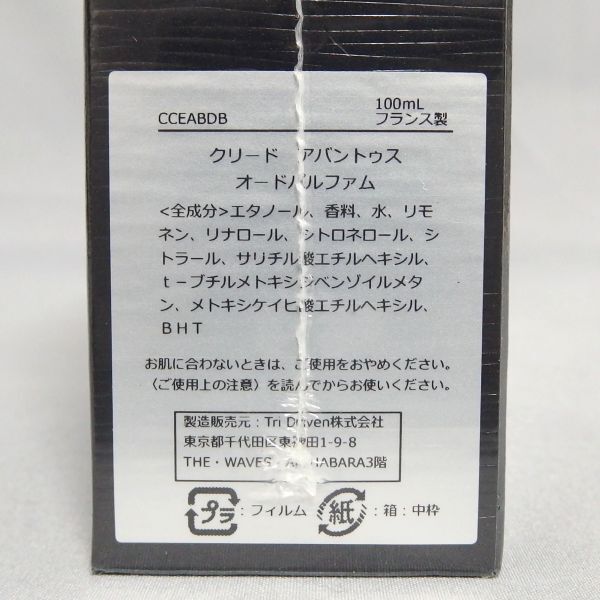 CCEABDB
100mL
フランス製
クリード アバントゥス
オードパルファム
<全成分>エタノール、香料、水、リモ
ネン、リナロール、シトロネロール、シ
トラール、サリチル酸エチルヘキシル、
t－ブチルメトキシジベンゾイルメタ
ン、メトキシケイヒ酸エチルヘキシル、
BHT
お肌に合わないときは、ご使用をおやめください。
〈ご使用上の注意〉を読んでからお使いください。
製造販売元：Tri Driven株式会社
東京都千代田区東神田1-9-8
THE・WAVES・AKIHABARA3階
プラ：フィルム 紙：箱：中枠